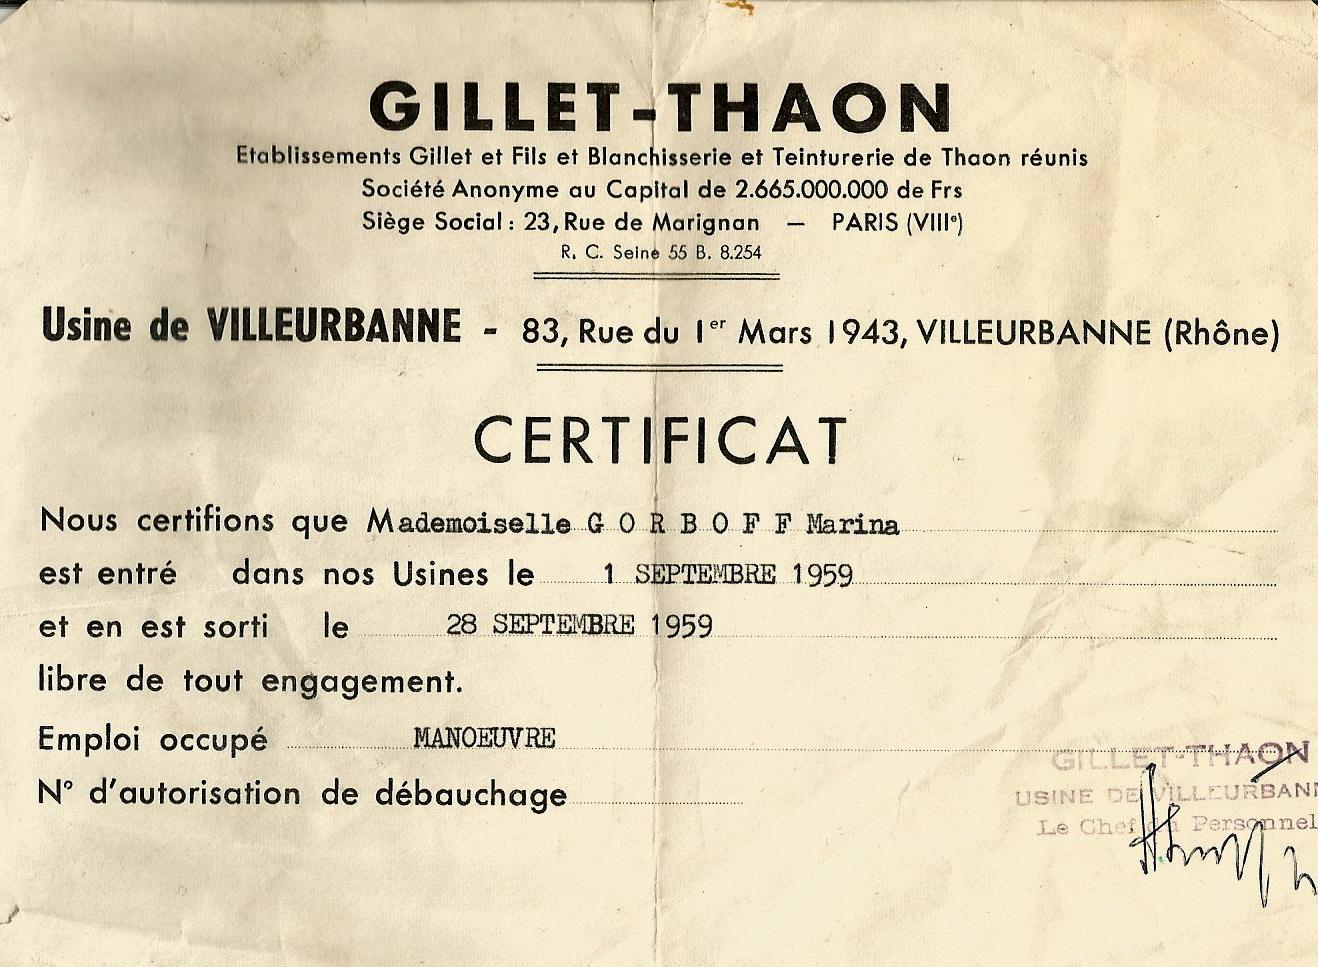 GILLET-THAON
Etablissements Gillet et Fils et Blanchisserie et Teinturerie de Thaon réunis
Société Anonyme au Capital de 2.665.000.000 de Frs
Siège Social : 23, Rue de Marignan — PARIS (VIIIe)
R. C. Seine 55 B. 8.254
Usine de VILLEURBANNE - 83, Rue du 1er Mars 1943, VILLEURBANNE (Rhône)
CERTIFICAT
Nous certifions que Mademoiselle G O R B O F F Marina
est entré dans nos Usines le 1 SEPTEMBRE 1959
et en est sorti le 28 SEPTEMBRE 1959
libre de tout engagement.
Emploi occupé MANOEUVRE
N° d'autorisation de débauchage
GILLET-THAON
USINE DE VILLEURBANN
Le Chef du Personnel